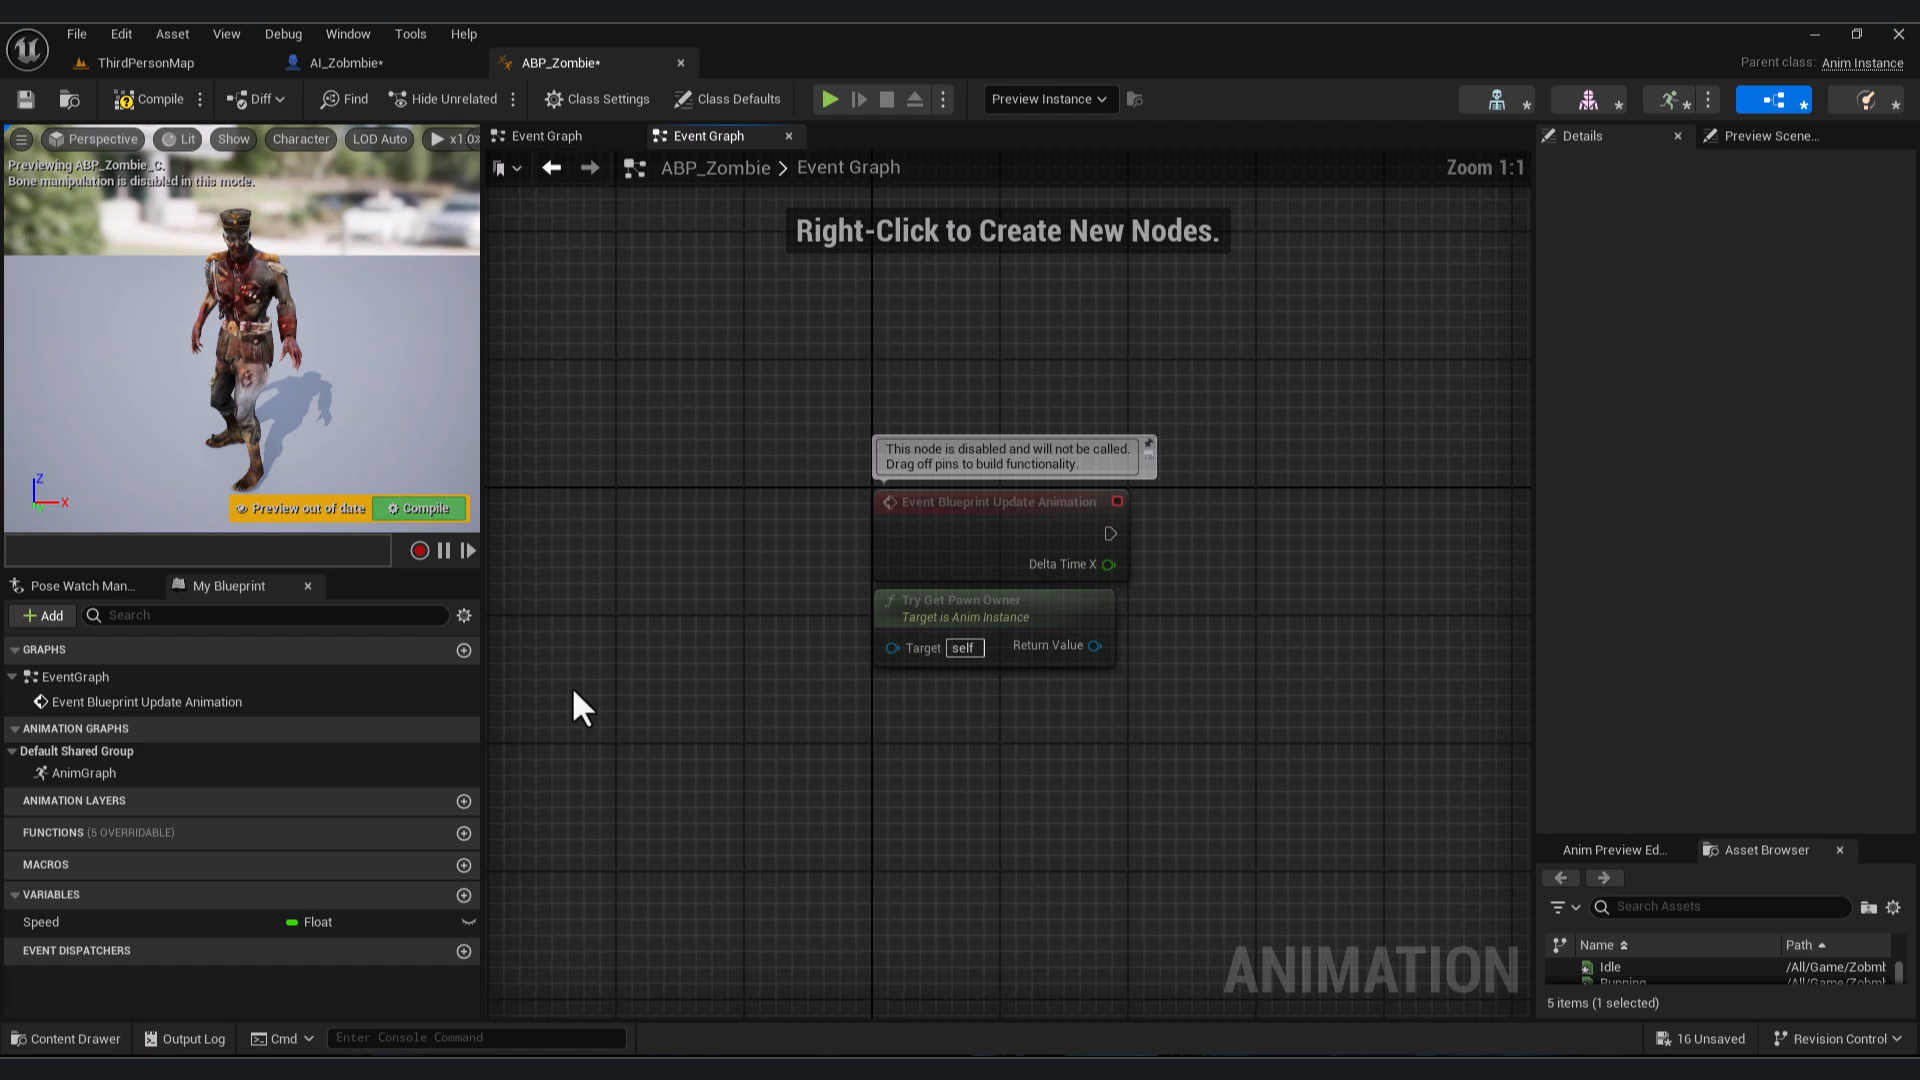 File Edit Asset View Debug Window Tools Help
ThirdPersonMap AI_Zobmbie* ABP_Zombie*
Parent class: Anim Instance
Compile Diff Find Hide Unrelated Class Settings Class Defaults Preview Instance
Perspective Lit Show Character LOD Auto x1.0
Previewing ABP_Zombie_C.
Bone manipulation is disabled in this mode.
Z
X
Preview out of date Compile
Event Graph Event Graph
ABP_Zombie > Event Graph
Zoom 1:1
Right-Click to Create New Nodes.
This node is disabled and will not be called.
Drag off pins to build functionality.
Event Blueprint Update Animation
Delta Time X
Try Get Pawn Owner
Target is Anim Instance
Target self Return Value
ANIMATION
Pose Watch Man... My Blueprint
Add Search
GRAPHS
EventGraph
Event Blueprint Update Animation
ANIMATION GRAPHS
Default Shared Group
AnimGraph
ANIMATION LAYERS
FUNCTIONS (5 OVERRIDABLE)
MACROS
VARIABLES
Speed Float
EVENT DISPATCHERS
Details Preview Scene...
Anim Preview Ed... Asset Browser
Search Assets
Name Path
Idle /All/Game/Zobmb
Running /All/Game/Zobmb
5 items (1 selected)
Content Drawer Output Log Cmd Enter Console Command
16 Unsaved Revision Control